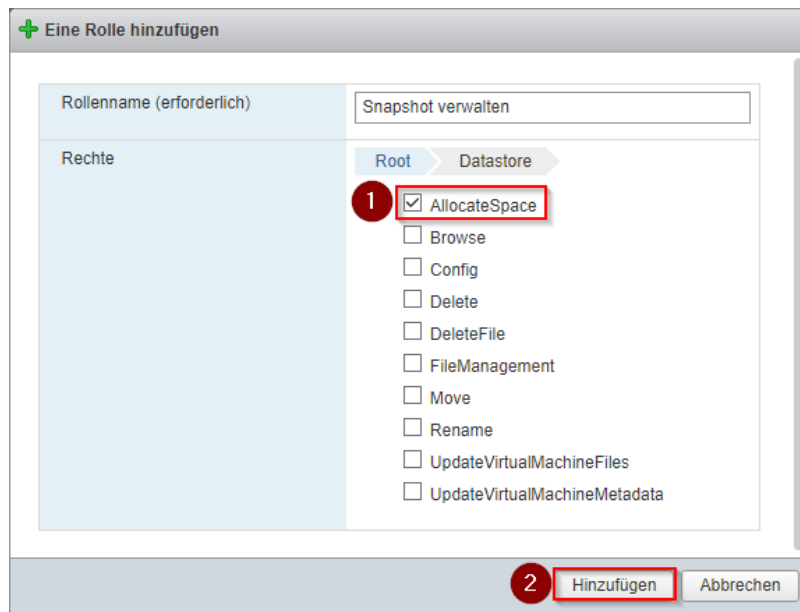 Eine Rolle hinzufügen
Rollenname (erforderlich)
Snapshot verwalten
Rechte
Root Datastore
1 AllocateSpace
Browse
Config
Delete
DeleteFile
FileManagement
Move
Rename
UpdateVirtualMachineFiles
UpdateVirtualMachineMetadata
2 Hinzufügen Abbrechen